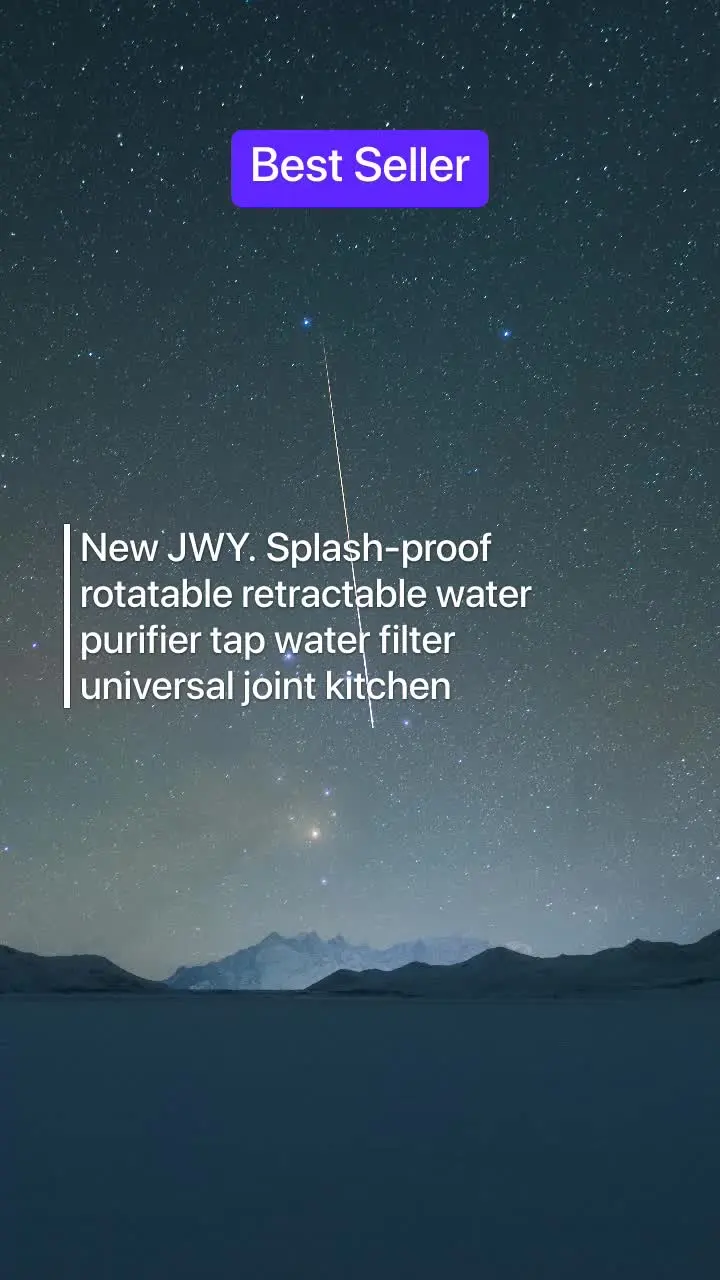 Best Seller
New JWY. Splash-proof
rotatable retractable water
purifier tap water filter
universal joint kitchen